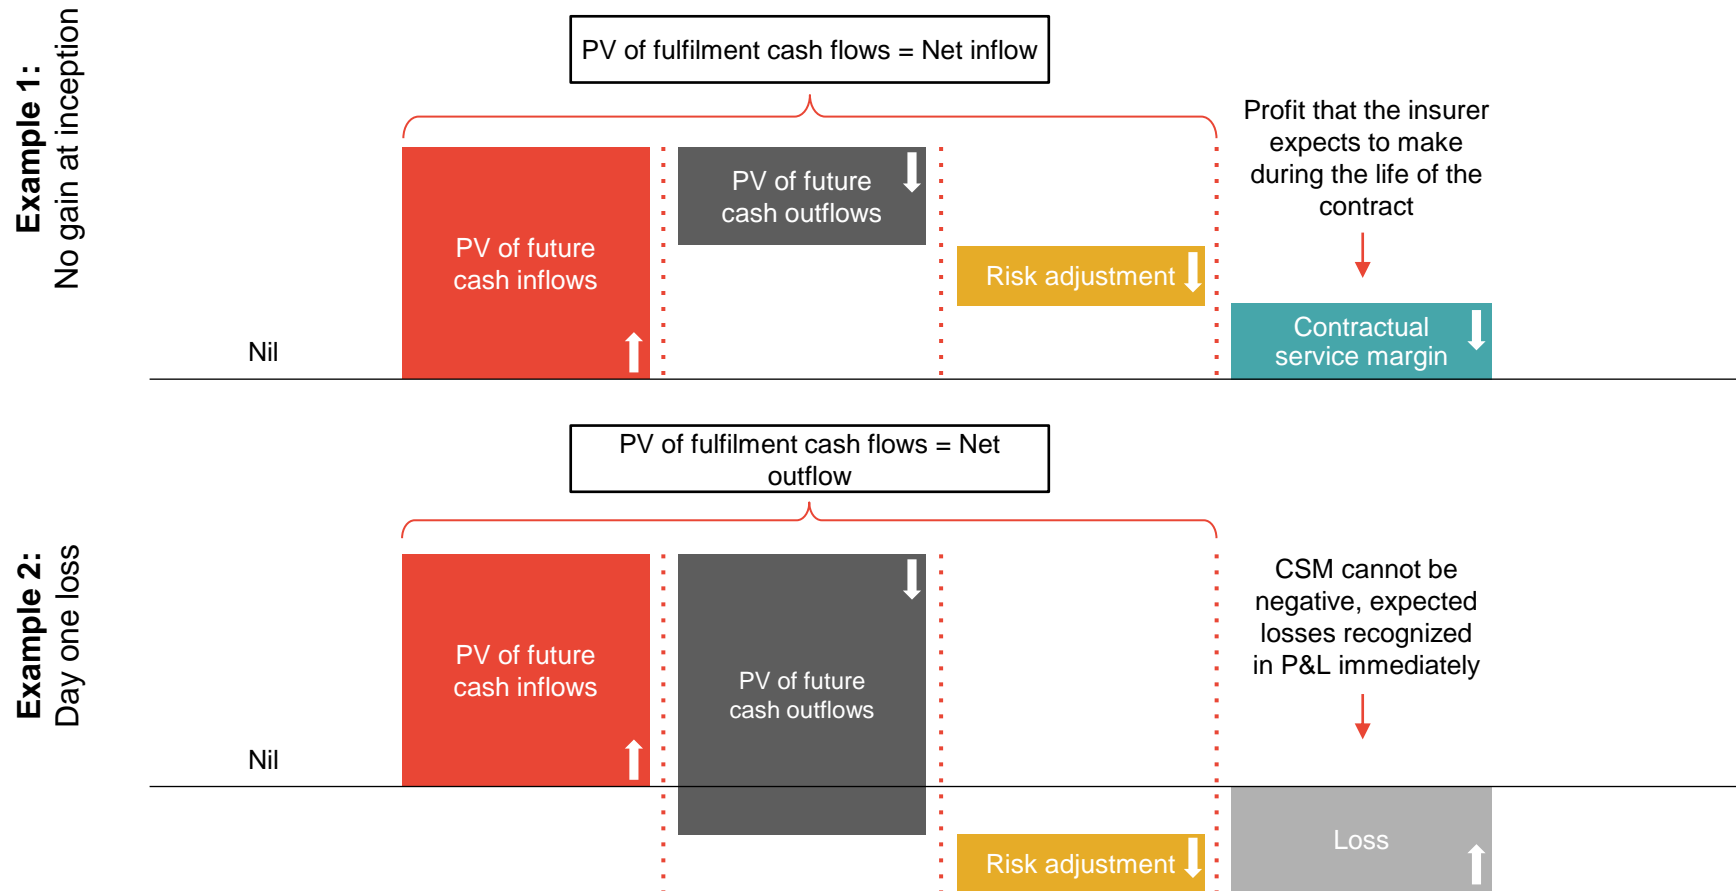 Example 1:
No gain at inception
PV of fulfilment cash flows = Net inflow
Profit that the insurer
expects to make
during the life of the
contract
PV of future
cash outflows
PV of future
cash inflows
Risk adjustment
Contractual
service margin
Nil
Example 2:
Day one loss
PV of fulfilment cash flows = Net
outflow
CSM cannot be
negative, expected
losses recognized
in P&L immediately
PV of future
cash inflows
PV of future
cash outflows
Nil
Risk adjustment
Loss